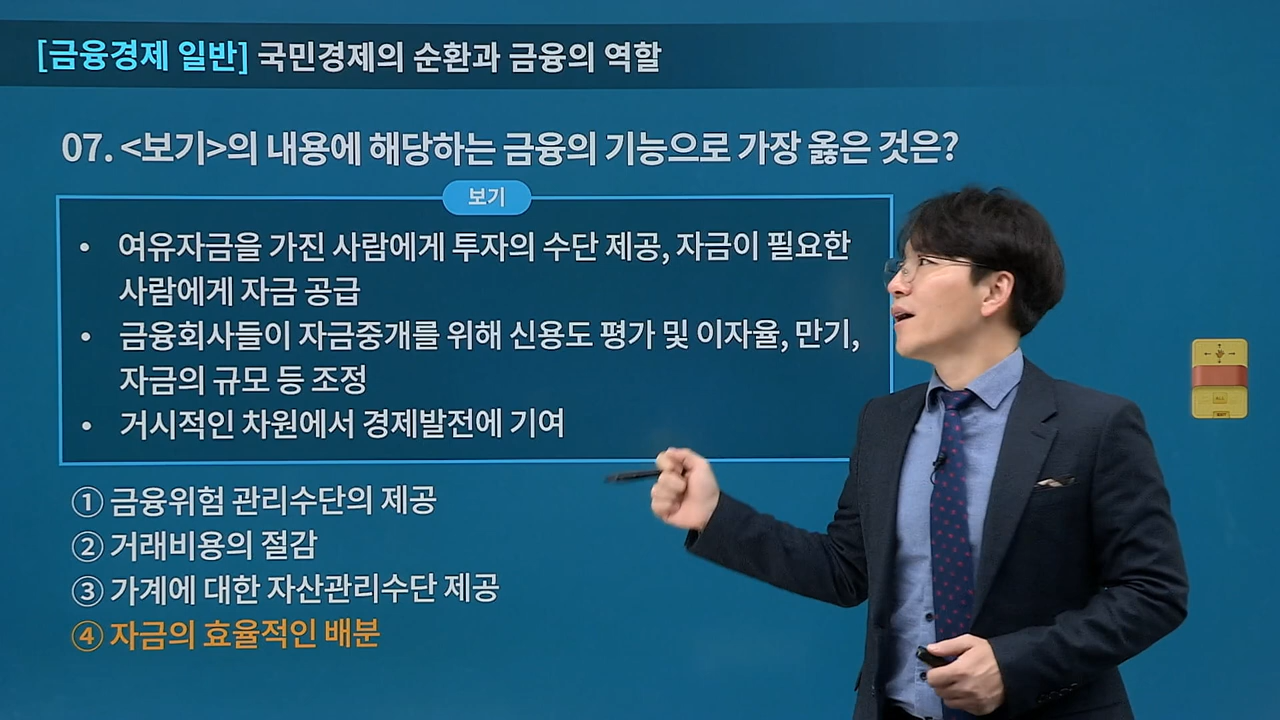 [금융경제 일반] 국민경제의 순환과 금융의 역할
07. <보기>의 내용에 해당하는 금융의 기능으로 가장 옳은 것은?
보기
• 여유자금을 가진 사람에게 투자의 수단 제공, 자금이 필요한
사람에게 자금 공급
• 금융회사들이 자금중개를 위해 신용도 평가 및 이자율, 만기,
자금의 규모 등 조정
• 거시적인 차원에서 경제발전에 기여
① 금융위험 관리수단의 제공
② 거래비용의 절감
③ 가계에 대한 자산관리수단 제공
④ 자금의 효율적인 배분